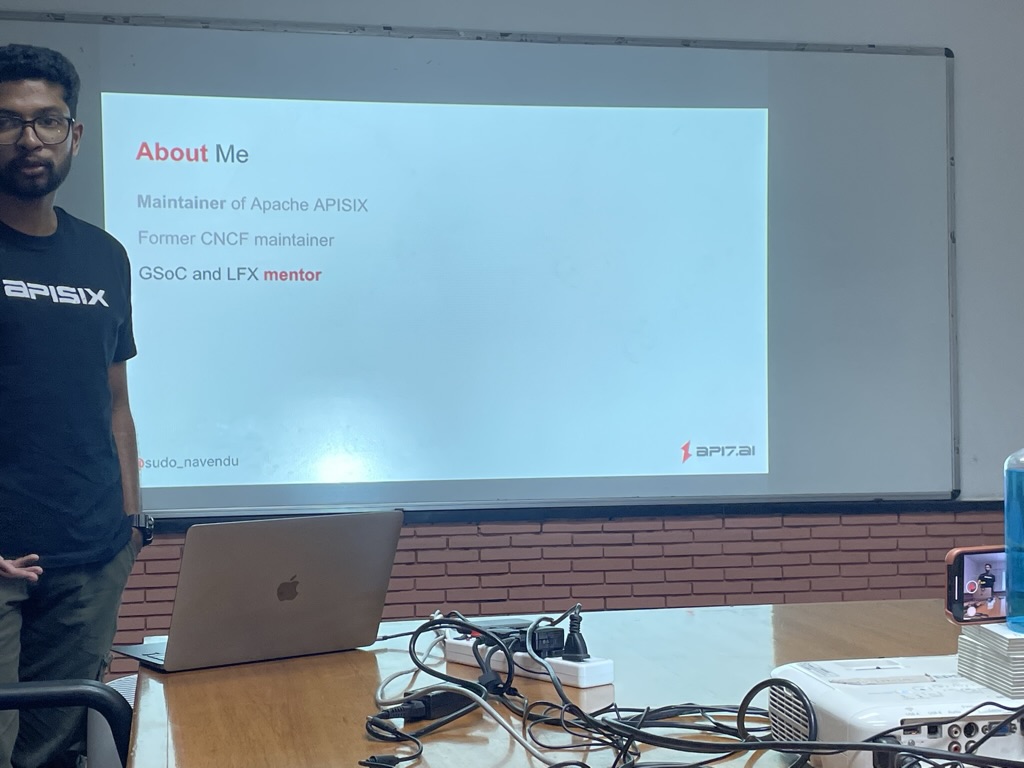 About Me
Maintainer of Apache APISIX
Former CNCF maintainer
GSoC and LFX mentor
APISIX
@sudo_navendu
API7.ai